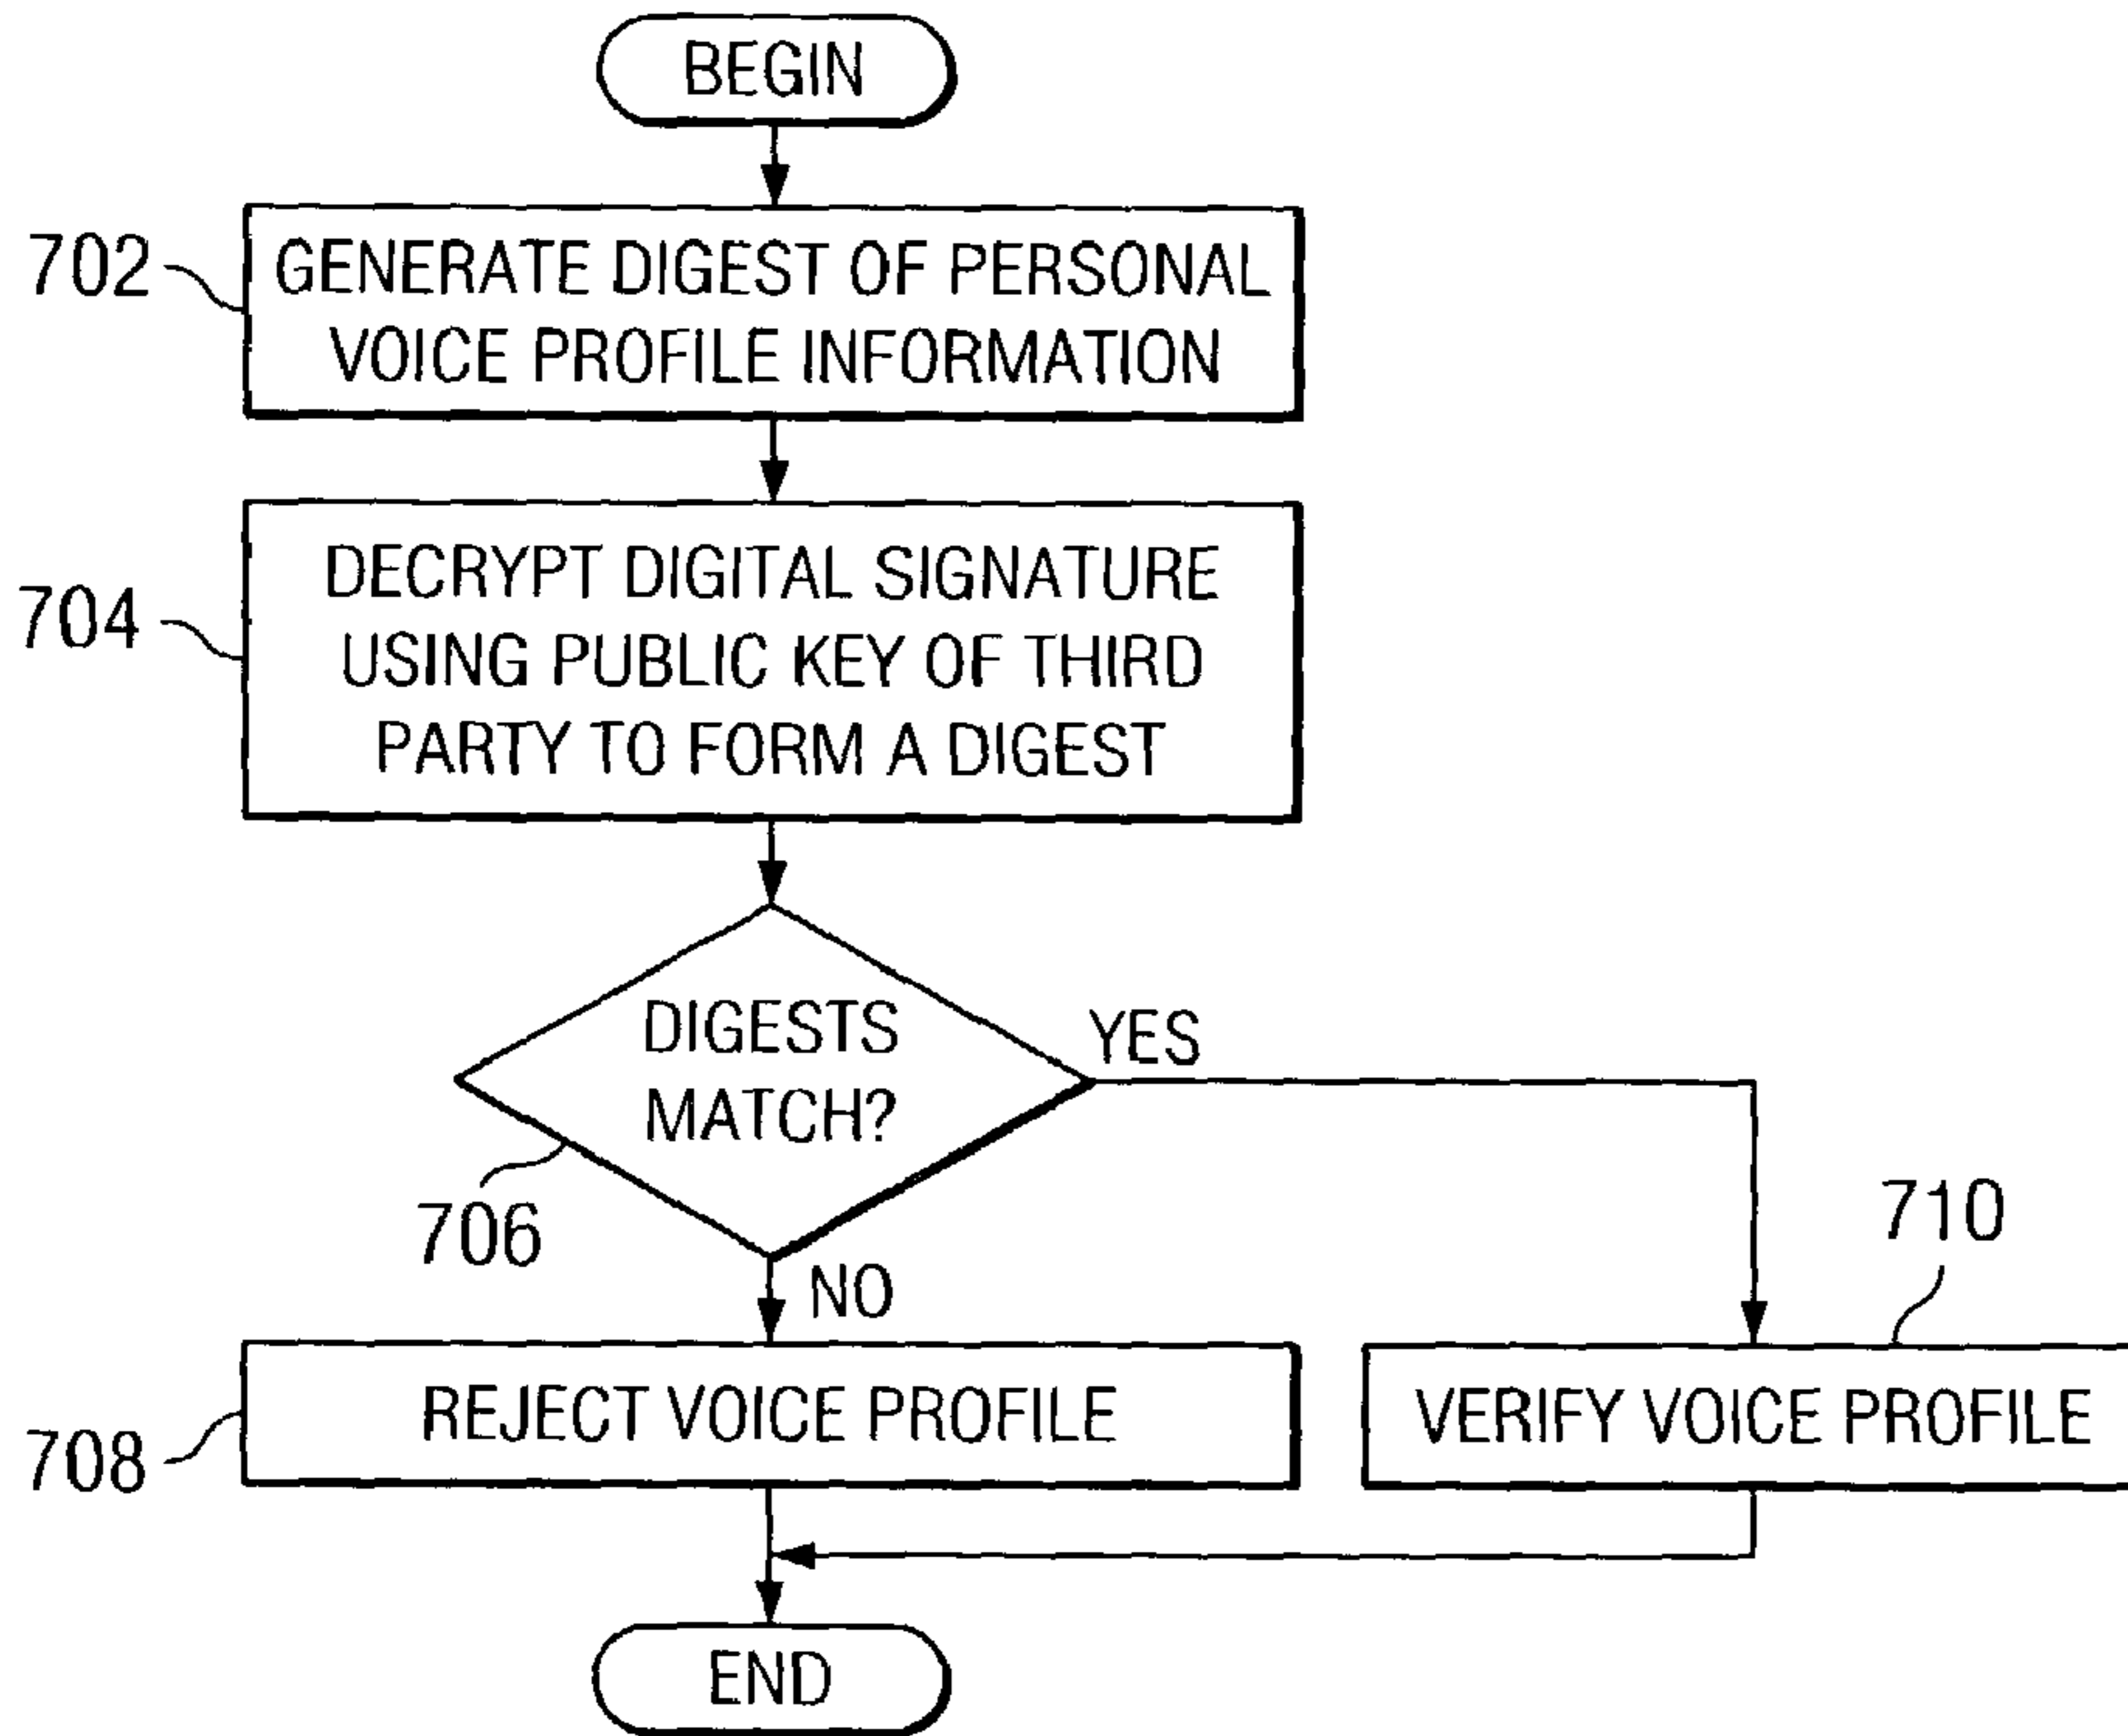 BEGIN
702
GENERATE DIGEST OF PERSONAL
VOICE PROFILE INFORMATION
704
DECRYPT DIGITAL SIGNATURE
USING PUBLIC KEY OF THIRD
PARTY TO FORM A DIGEST
DIGESTS
MATCH?
YES
706
NO
710
708
REJECT VOICE PROFILE
VERIFY VOICE PROFILE
END